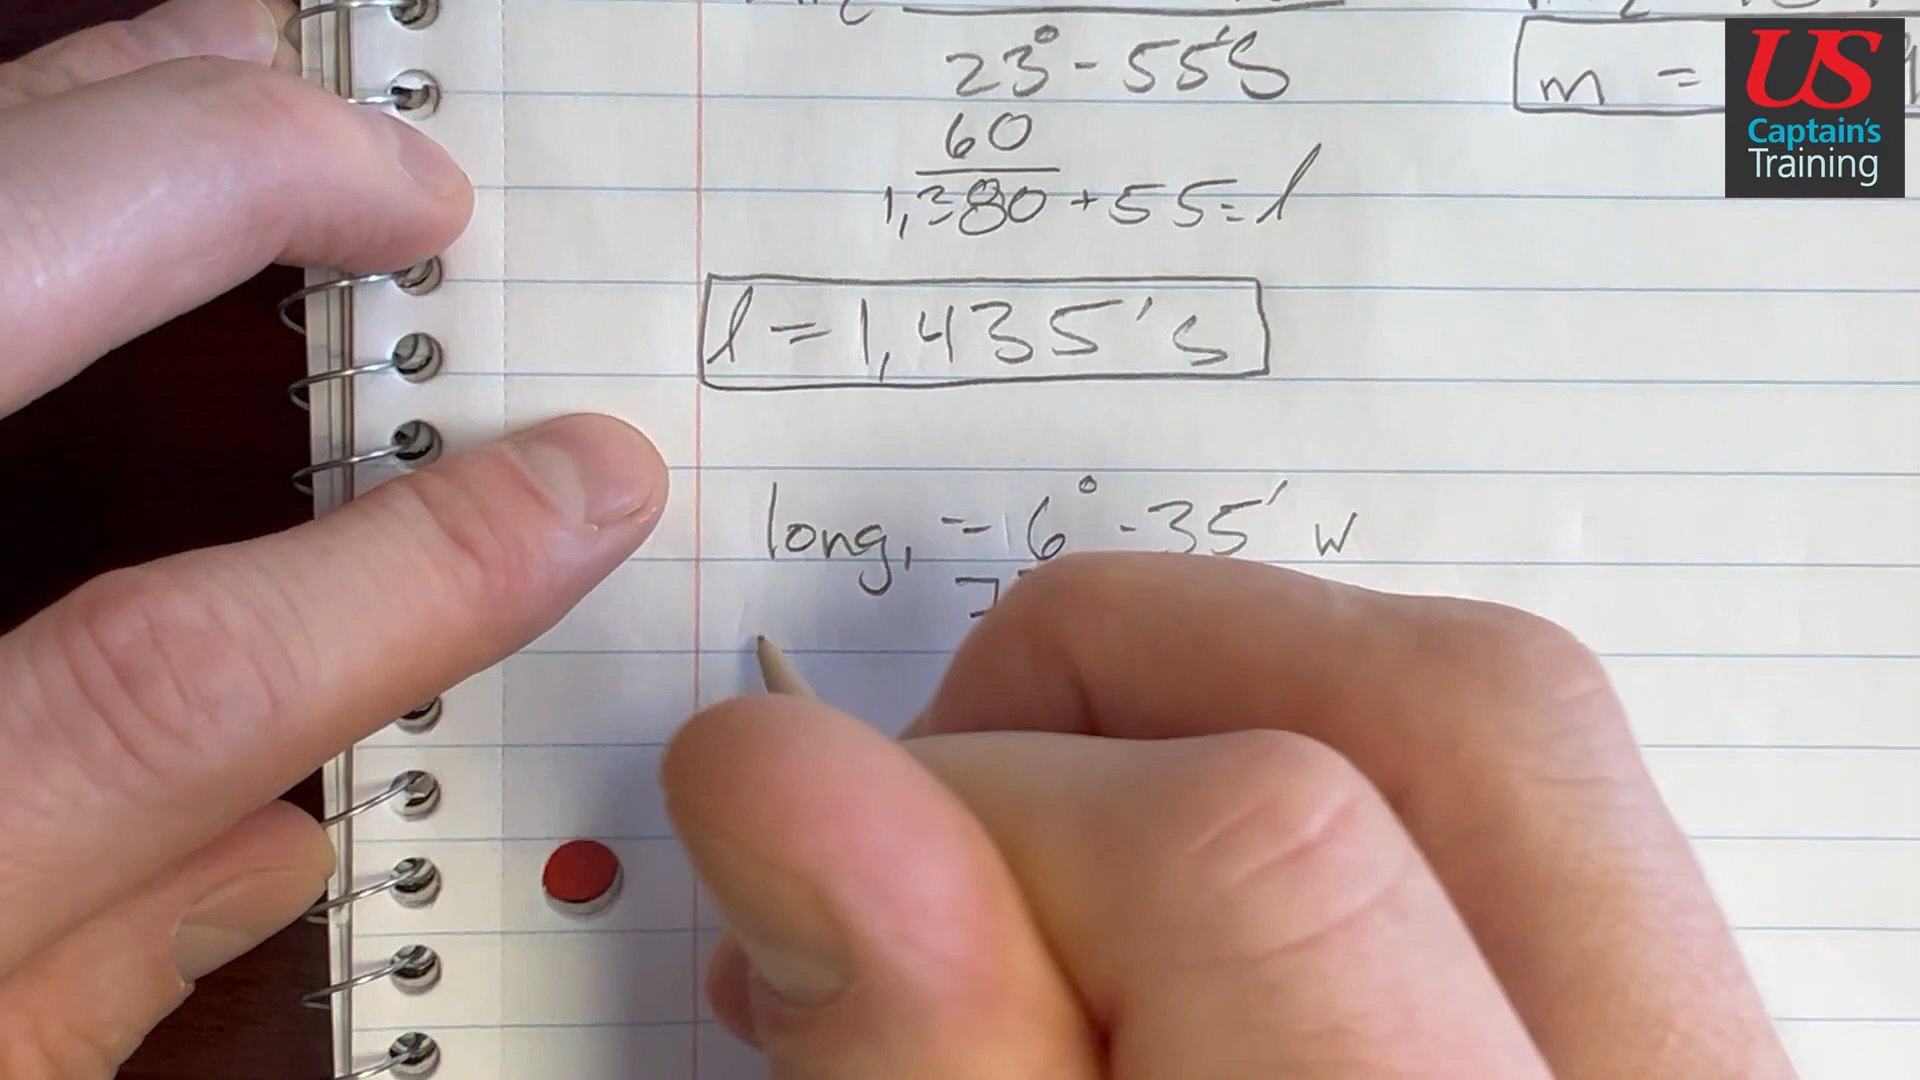 23° - 55'S
60
1,380 + 55 = l
l = 1,435's
long, = 6° - 35' w
m =
US
Captain's
Training